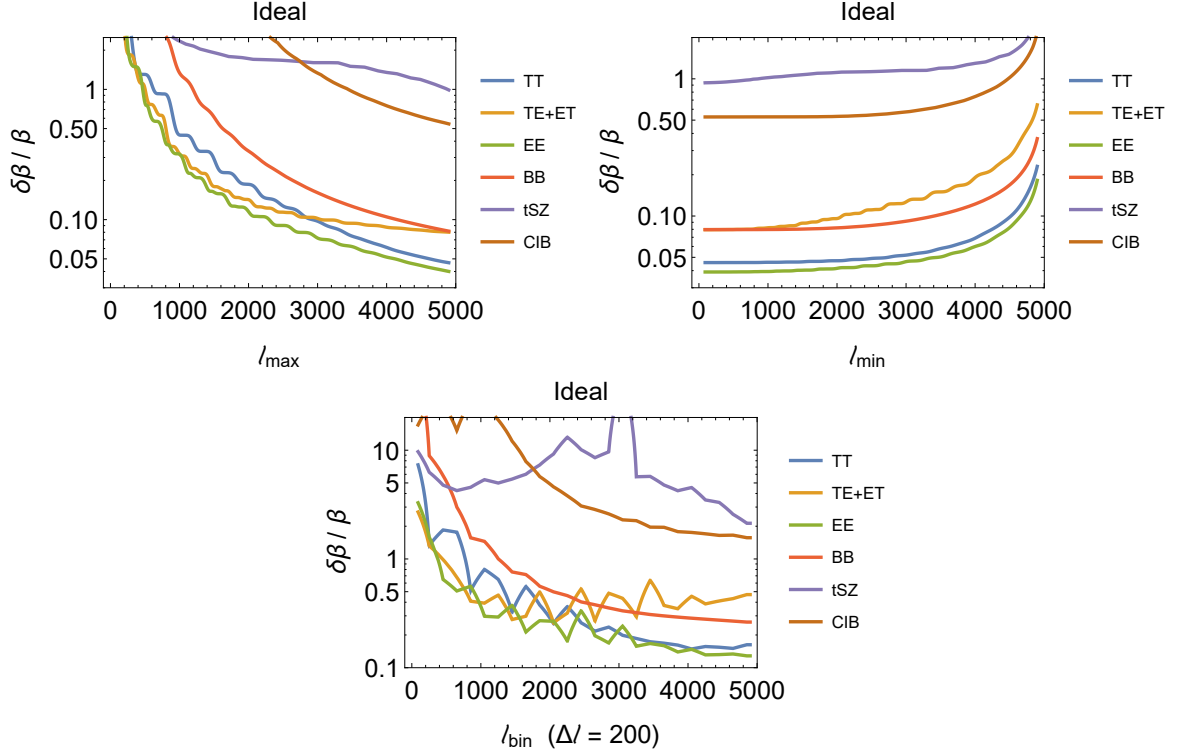 Ideal
δβ / β
1
0.50
0.10
0.05
0 1000 2000 3000 4000 5000
ℓmax
TT
TE+ET
EE
BB
tSZ
CIB
Ideal
δβ / β
1
0.50
0.10
0.05
0 1000 2000 3000 4000 5000
ℓmin
TT
TE+ET
EE
BB
tSZ
CIB
Ideal
δβ / β
10
5
1
0.5
0.1
0 1000 2000 3000 4000 5000
ℓbin (Δℓ = 200)
TT
TE+ET
EE
BB
tSZ
CIB